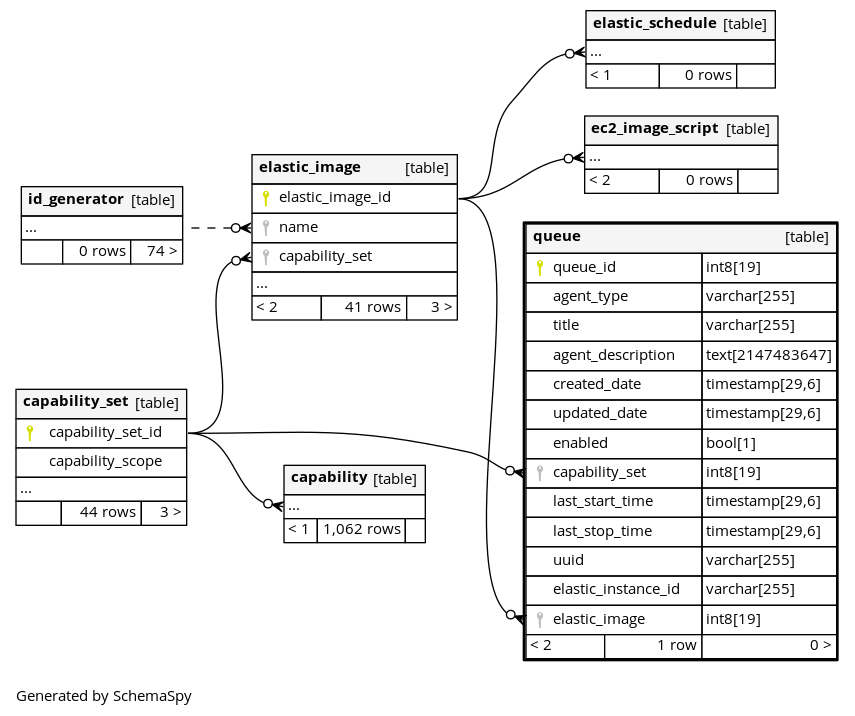 elastic_schedule [table]
...
< 1 0 rows
ec2_image_script [table]
...
< 2 0 rows
elastic_image [table]
elastic_image_id
name
capability_set
...
< 2 41 rows 3 >
id_generator [table]
...
0 rows 74 >
queue [table]
queue_id int8[19]
agent_type varchar[255]
title varchar[255]
agent_description text[2147483647]
created_date timestamp[29,6]
updated_date timestamp[29,6]
enabled bool[1]
capability_set int8[19]
last_start_time timestamp[29,6]
last_stop_time timestamp[29,6]
uuid varchar[255]
elastic_instance_id varchar[255]
elastic_image int8[19]
< 2 1 row 0 >
capability_set [table]
capability_set_id
capability_scope
...
44 rows 3 >
capability [table]
...
< 1 1,062 rows
Generated by SchemaSpy